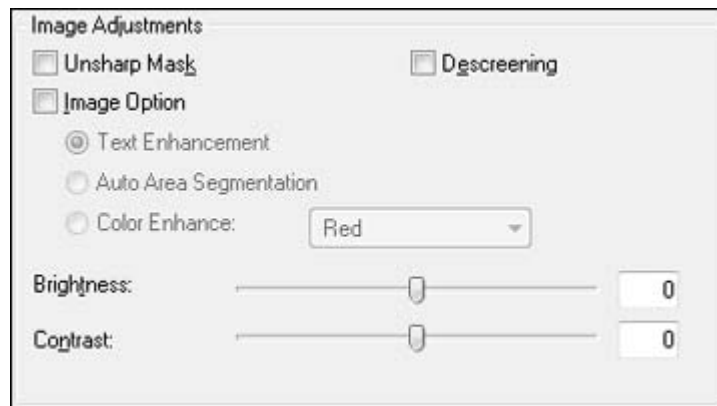 Image Adjustments
Unsharp Mask Descreening
Image Option
Text Enhancement
Auto Area Segmentation
Color Enhance: Red
Brightness: 0
Contrast: 0